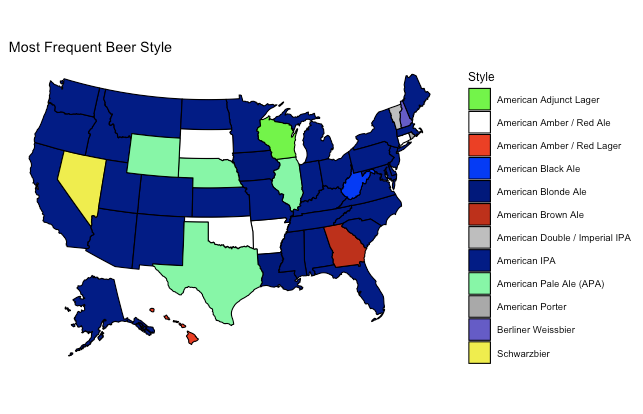 Most Frequent Beer Style
Style
American Adjunct Lager
American Amber / Red Ale
American Amber / Red Lager
American Black Ale
American Blonde Ale
American Brown Ale
American Double / Imperial IPA
American IPA
American Pale Ale (APA)
American Porter
Berliner Weissbier
Schwarzbier